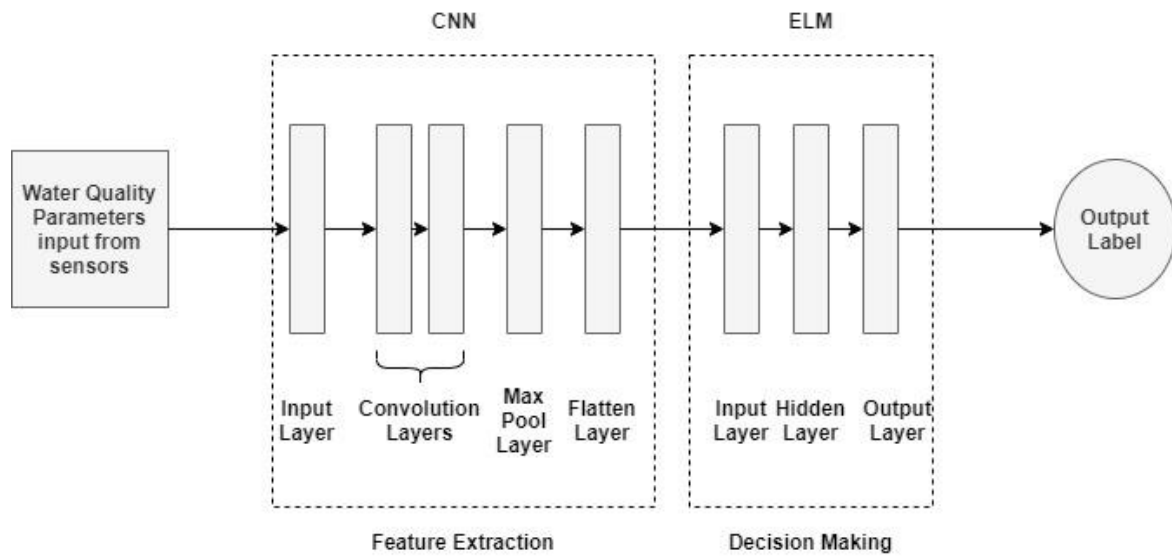 CNN
ELM
Water Quality
Parameters
input from
sensors
Output
Label
Input
Layer
Convolution
Layers
Max
Pool
Layer
Flatten
Layer
Input
Layer
Hidden
Layer
Output
Layer
Feature Extraction
Decision Making